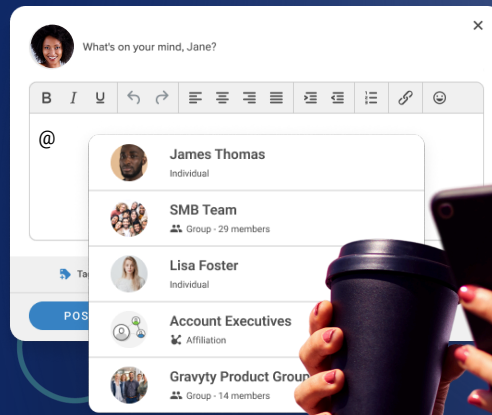 What's on your mind, Jane?
B I U
@
James Thomas
Individual
SMB Team
Group - 29 members
Lisa Foster
Individual
Account Executives
Affiliation
Gravyty Product Group
Group - 14 members